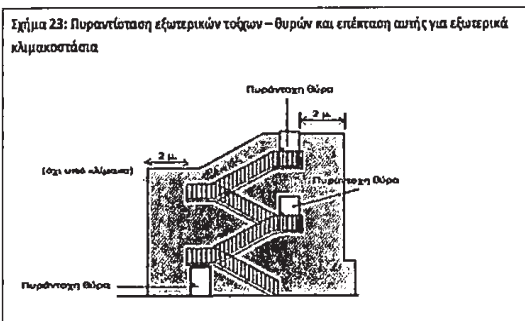 Σχήμα 23: Πυραντίσταση εξωτερικών τοίχων – θυρών και επέκταση αυτής για εξωτερικά
κλιμακοστάσια
Πυράντοχη θύρα
2 μ
2 μ
(όχι υπό κλίμακα)
Πυράντοχη θύρα
Πυράντοχη θύρα